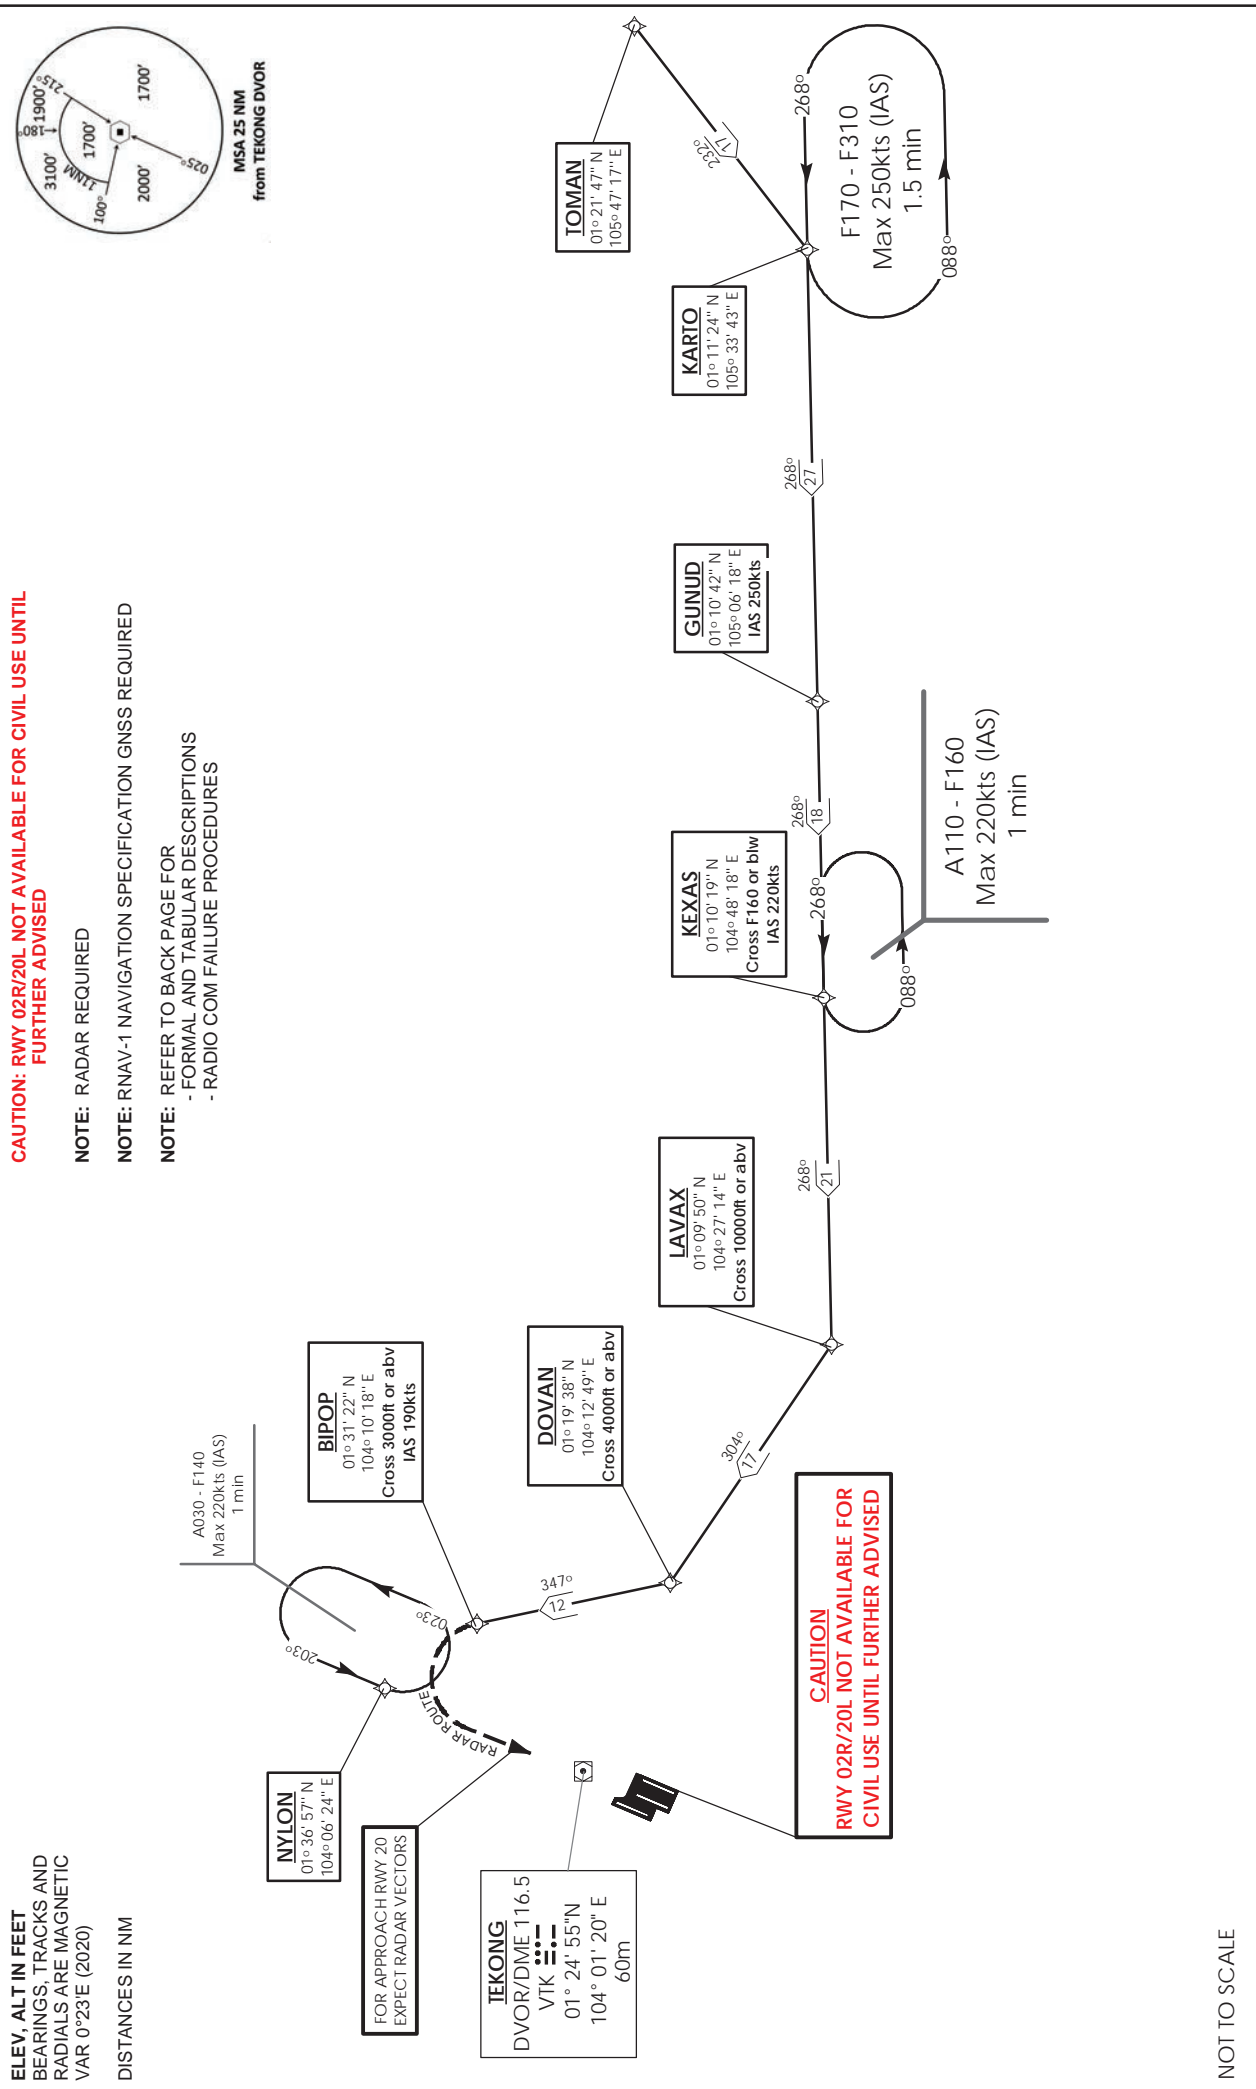 ELEV, ALT IN FEET
BEARINGS, TRACKS AND
RADIALS ARE MAGNETIC
VAR 0°23'E (2020)
DISTANCES IN NM
CAUTION: RWY 02R/20L NOT AVAILABLE FOR CIVIL USE UNTIL
FURTHER ADVISED
NOTE: RADAR REQUIRED
NOTE: RNAV-1 NAVIGATION SPECIFICATION GNSS REQUIRED
NOTE: REFER TO BACK PAGE FOR
- FORMAL AND TABULAR DESCRIPTIONS
- RADIO COM FAILURE PROCEDURES
100°
3100'
180°
1900'
215°
11NM
1700'
2000'
1700'
025°
MSA 25 NM
from TEKONG DVOR
A030 - F140
Max 220kts (IAS)
1 min
203°
023°
NYLON
01° 36' 57" N
104° 06' 24" E
BIPOP
01° 31' 22" N
104° 10' 18" E
Cross 3000ft or abv
IAS 190kts
FOR APPROACH RWY 20
EXPECT RADAR VECTORS
RADAR ROUTE
TEKONG
DVOR/DME 116.5
VTK
01° 24' 55"N
104° 01' 20" E
60m
347°
12
DOVAN
01° 19' 38" N
104° 12' 49" E
Cross 4000ft or abv
304°
17
LAVAX
01° 09' 50" N
104° 27' 14" E
Cross 10000ft or abv
268°
21
KEXAS
01° 10' 19" N
104° 48' 18" E
Cross F160 or blw
IAS 220kts
268°
088°
A110 - F160
Max 220kts (IAS)
1 min
268°
18
GUNUD
01° 10' 42" N
105° 06' 18" E
IAS 250kts
268°
27
KARTO
01° 11' 24" N
105° 33' 43" E
TOMAN
01° 21' 47" N
105° 47' 17" E
232°
17
268°
F170 - F310
Max 250kts (IAS)
1.5 min
088°
CAUTION
RWY 02R/20L NOT AVAILABLE FOR
CIVIL USE UNTIL FURTHER ADVISED
NOT TO SCALE